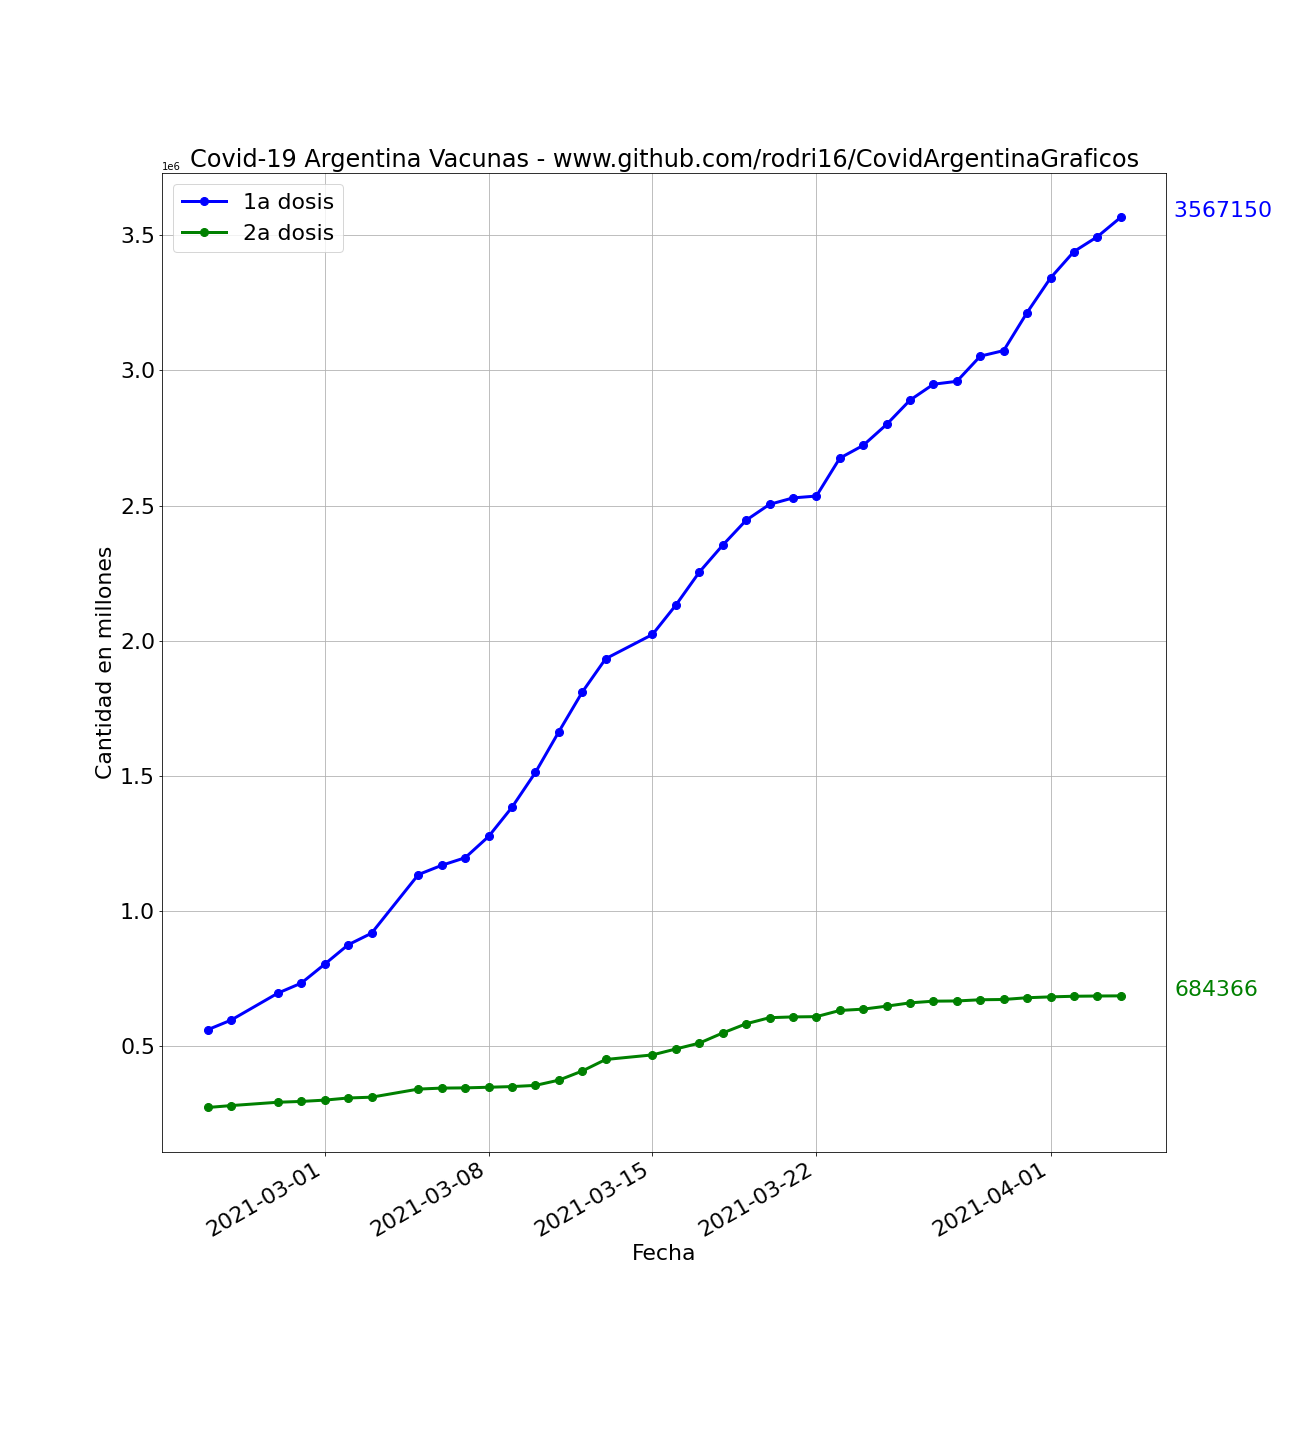 Covid-19 Argentina Vacunas - www.github.com/rodri16/CovidArgentinaGraficos
1e6
1a dosis
2a dosis
3567150
684366
3.5
3.0
2.5
2.0
1.5
1.0
0.5
Cantidad en millones
2021-03-01
2021-03-08
2021-03-15
2021-03-22
2021-04-01
Fecha